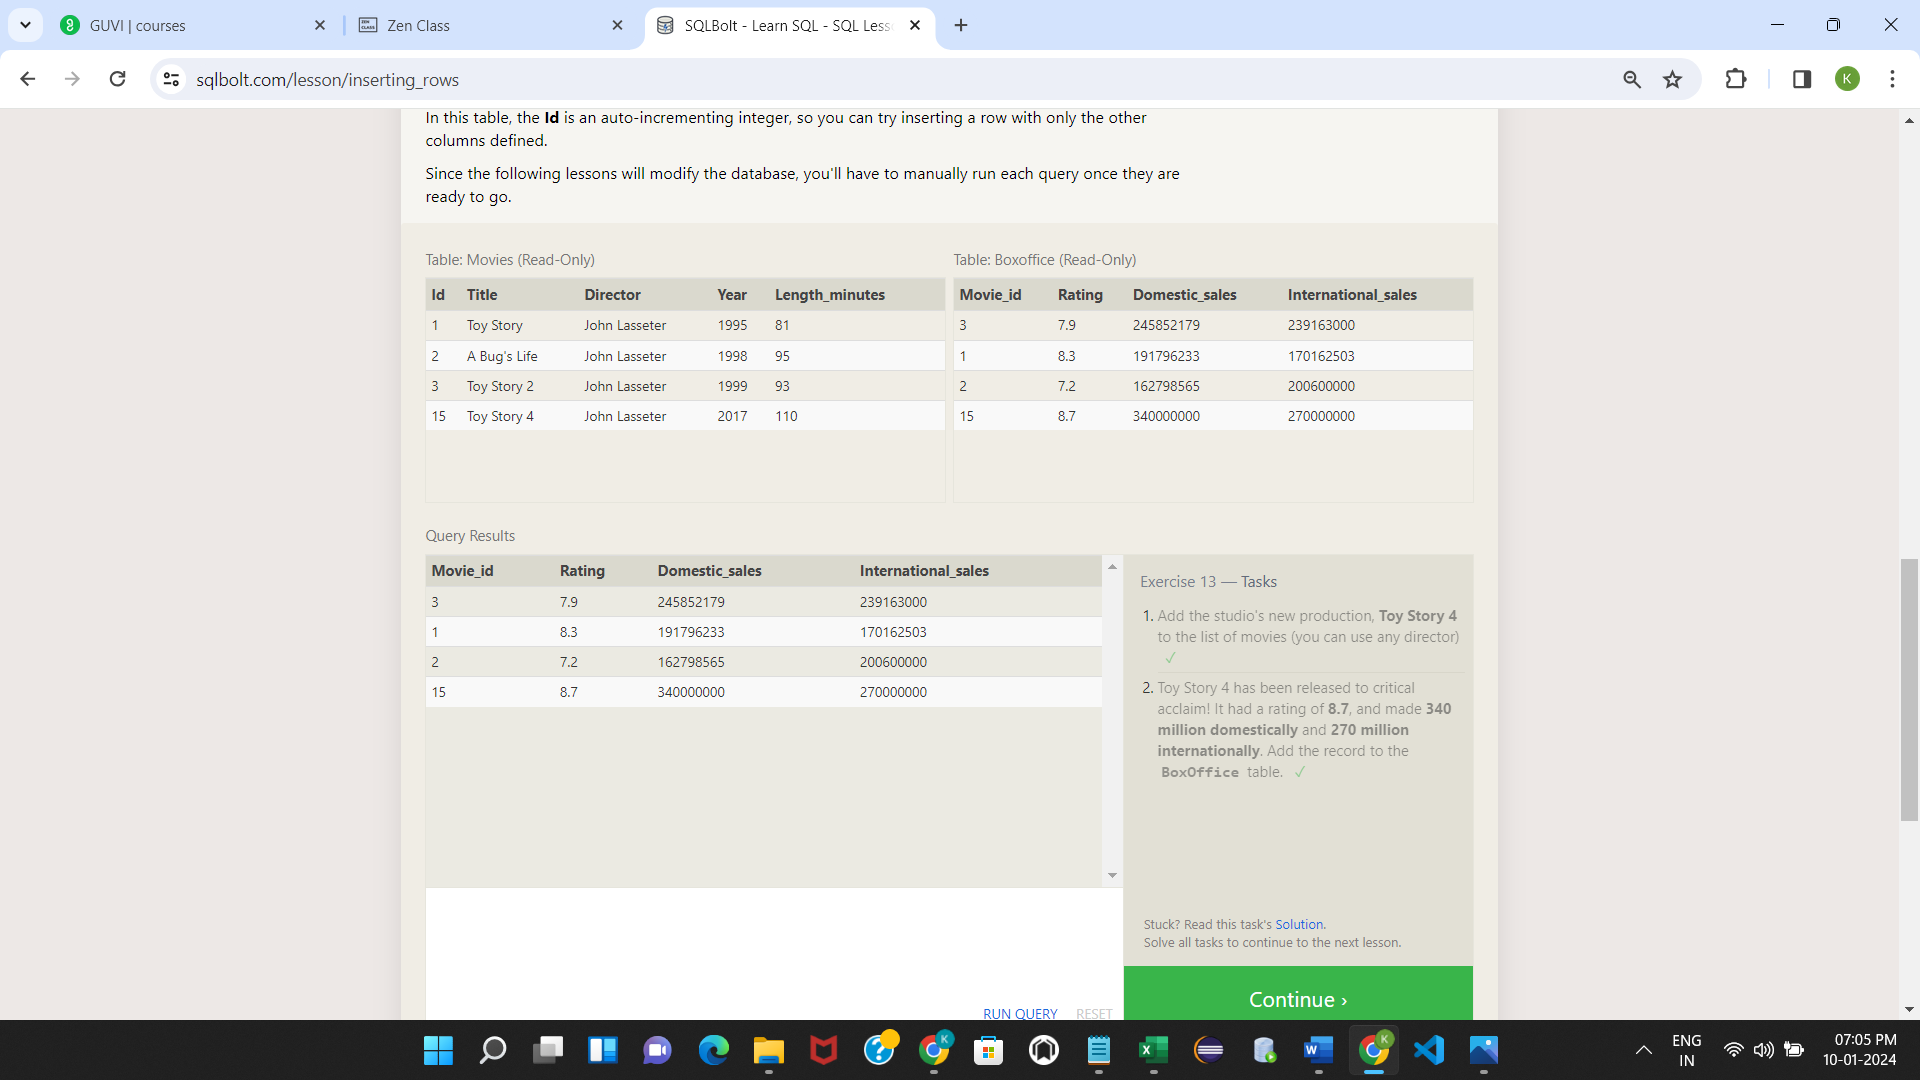 GUVI | courses
Zen Class
SQLBolt - Learn SQL - SQL Less
sqlbolt.com/lesson/inserting_rows
K
In this table, the Id is an auto-incrementing integer, so you can try inserting a row with only the other
columns defined.
Since the following lessons will modify the database, you'll have to manually run each query once they are
ready to go.
Table: Movies (Read-Only)
Id Title Director Year Length_minutes
1 Toy Story John Lasseter 1995 81
2 A Bug's Life John Lasseter 1998 95
3 Toy Story 2 John Lasseter 1999 93
15 Toy Story 4 John Lasseter 2017 110
Table: Boxoffice (Read-Only)
Movie_id Rating Domestic_sales International_sales
3 7.9 245852179 239163000
1 8.3 191796233 170162503
2 7.2 162798565 200600000
15 8.7 340000000 270000000
Query Results
Movie_id Rating Domestic_sales International_sales
3 7.9 245852179 239163000
1 8.3 191796233 170162503
2 7.2 162798565 200600000
15 8.7 340000000 270000000
RUN QUERY RESET
Exercise 13 — Tasks
1. Add the studio's new production, Toy Story 4
to the list of movies (you can use any director)
✓
2. Toy Story 4 has been released to critical
acclaim! It had a rating of 8.7, and made 340
million domestically and 270 million
internationally. Add the record to the
BoxOffice table. ✓
Stuck? Read this task's Solution.
Solve all tasks to continue to the next lesson.
Continue ›
ENG
IN
07:05 PM
10-01-2024